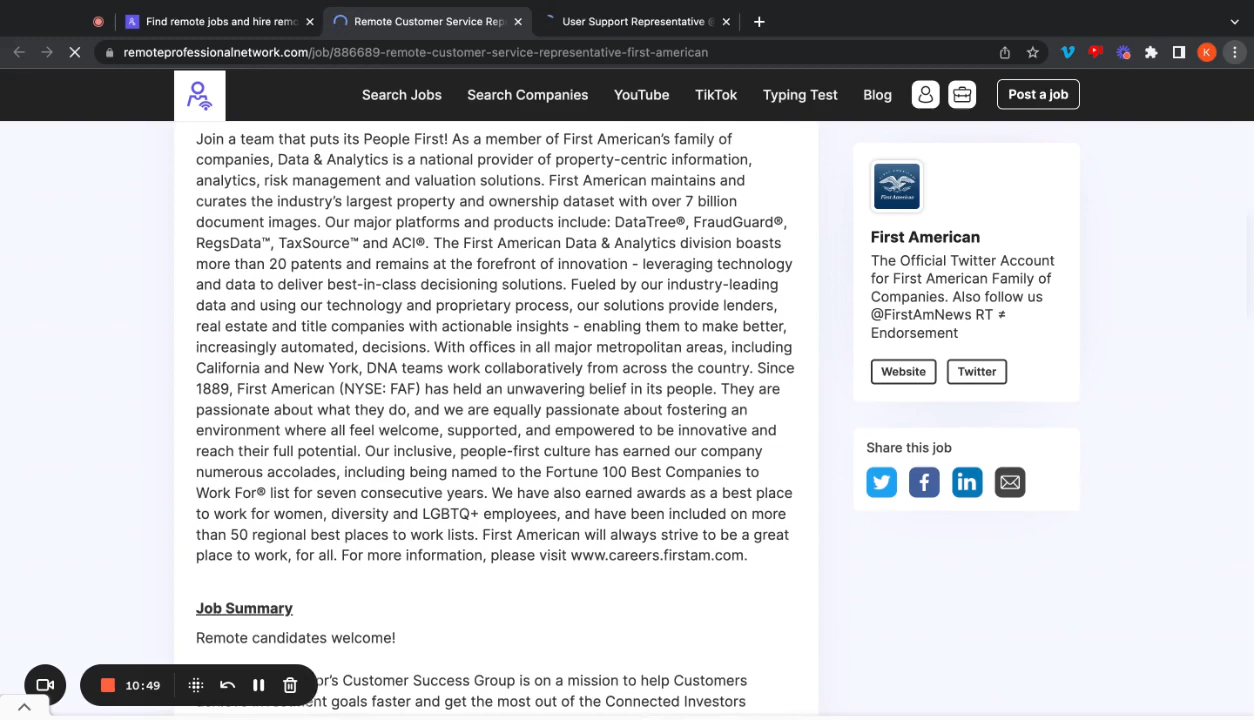 Find remote jobs and hire remo
Remote Customer Service Rep
User Support Representative @
remoteprofessionalnetwork.com/job/886689-remote-customer-service-representative-first-american
K
Search Jobs
Search Companies
YouTube
TikTok
Typing Test
Blog
Post a job
Join a team that puts its People First! As a member of First American's family of
companies, Data & Analytics is a national provider of property-centric information,
analytics, risk management and valuation solutions. First American maintains and
curates the industry's largest property and ownership dataset with over 7 billion
document images. Our major platforms and products include: DataTree®, FraudGuard®,
RegsData™, TaxSource™ and ACI®. The First American Data & Analytics division boasts
more than 20 patents and remains at the forefront of innovation - leveraging technology
and data to deliver best-in-class decisioning solutions. Fueled by our industry-leading
data and using our technology and proprietary process, our solutions provide lenders,
real estate and title companies with actionable insights - enabling them to make better,
increasingly automated, decisions. With offices in all major metropolitan areas, including
California and New York, DNA teams work collaboratively from across the country. Since
1889, First American (NYSE: FAF) has held an unwavering belief in its people. They are
passionate about what they do, and we are equally passionate about fostering an
environment where all feel welcome, supported, and empowered to be innovative and
reach their full potential. Our inclusive, people-first culture has earned our company
numerous accolades, including being named to the Fortune 100 Best Companies to
Work For® list for seven consecutive years. We have also earned awards as a best place
to work for women, diversity and LGBTQ+ employees, and have been included on more
than 50 regional best places to work lists. First American will always strive to be a great
place to work, for all. For more information, please visit www.careers.firstam.com.
Job Summary
Remote candidates welcome!
pr's Customer Success Group is on a mission to help Customers
goals faster and get the most out of the Connected Investors
10:49
First American
First American
The Official Twitter Account
for First American Family of
Companies. Also follow us
@FirstAmNews RT ≠
Endorsement
Website
Twitter
Share this job
in